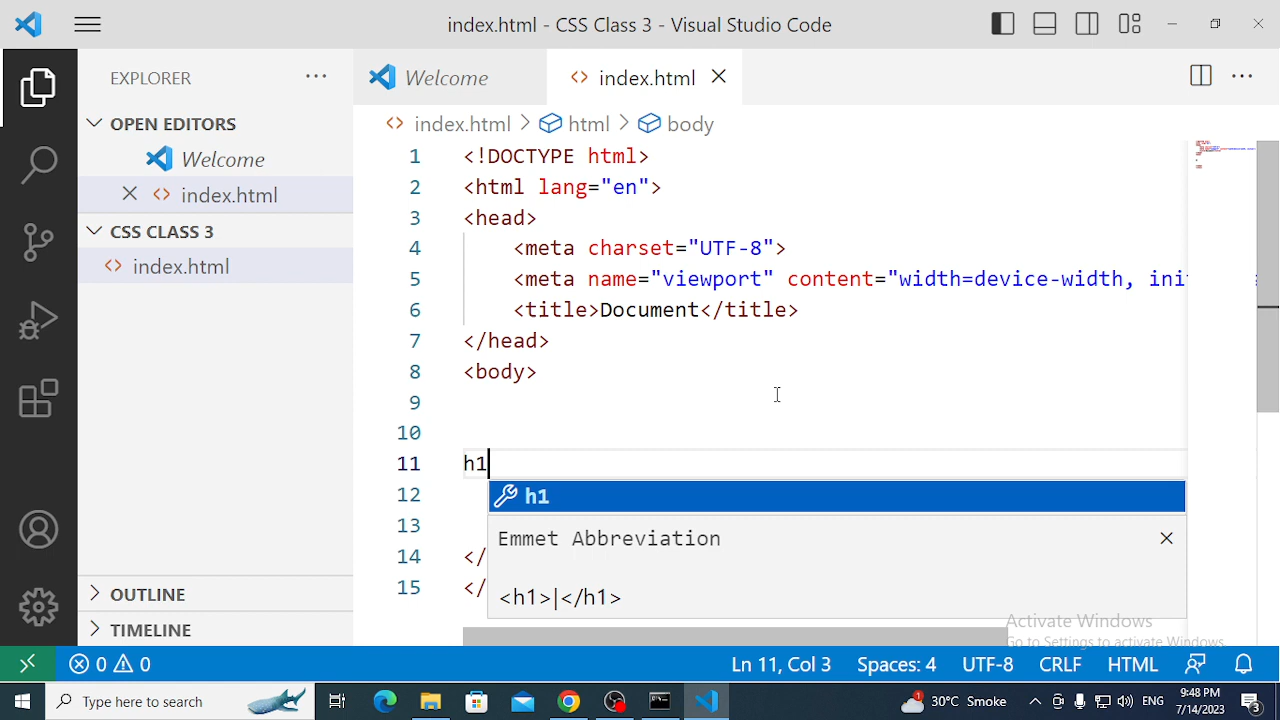 index.html - CSS Class 3 - Visual Studio Code
EXPLORER
OPEN EDITORS
Welcome
index.html
CSS CLASS 3
index.html
OUTLINE
TIMELINE
Welcome
index.html
index.html > html > body
1 <!DOCTYPE html>
2 <html lang="en">
3 <head>
4 <meta charset="UTF-8">
5 <meta name="viewport" content="width=device-width, ini
6 <title>Document</title>
7 </head>
8 <body>
9
10
11 h1
12
13
14 </
15 </
h1
Emmet Abbreviation
<h1>|</h1>
Activate Windows
Go to Settings to activate Windows.
0 0
Ln 11, Col 3
Spaces: 4
UTF-8
CRLF
HTML
Type here to search
1
30°C Smoke
ENG
9:48 PM
7/14/2023
3